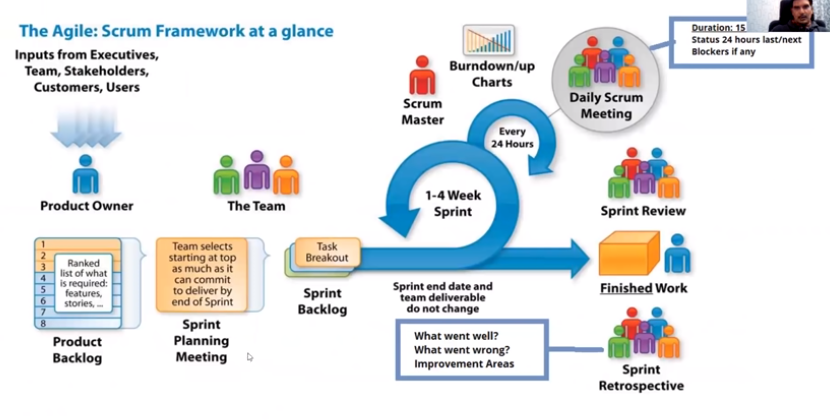 The Agile: Scrum Framework at a glance
Inputs from Executives,
Team, Stakeholders,
Customers, Users
Product Owner
The Team
1
2
3
4
5
6
7
8
Ranked
list of what
is required:
features,
stories, ...
Product
Backlog
Team selects
starting at top
as much as it
can commit
to deliver by
end of Sprint
Sprint
Planning
Meeting
Task
Breakout
Sprint
Backlog
Scrum
Master
Burndown/up
Charts
Every
24 Hours
1-4 Week
Sprint
Daily Scrum
Meeting
Duration: 15
Status 24 hours last/next
Blockers if any
Sprint end date and
team deliverable
do not change
Sprint Review
Finished Work
What went well?
What went wrong?
Improvement Areas
Sprint
Retrospective